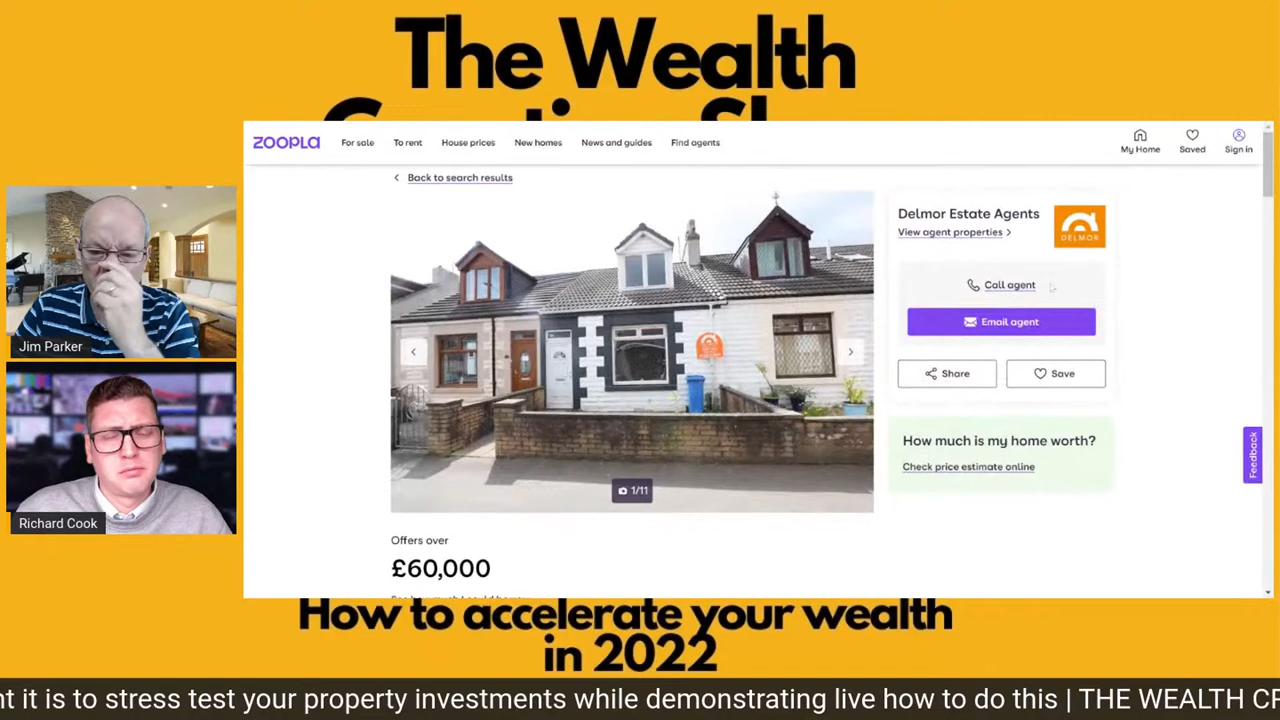 The Wealth
ZOOPLA
For sale
To rent
House prices
New homes
News and guides
Find agents
My Home
Saved
Sign in
Back to search results
Delmor Estate Agents
View agent properties
DELMOR
Call agent
Email agent
Share
Save
How much is my home worth?
Check price estimate online
Feedback
1/11
Offers over
£60,000
Jim Parker
Richard Cook
How to accelerate your wealth
in 2022
it is to stress test your property investments while demonstrating live how to do this | THE WEALTH